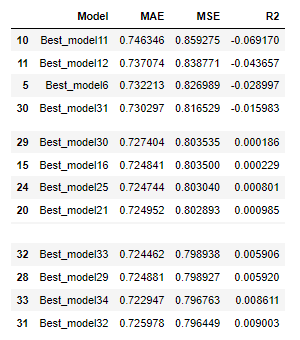 Model MAE MSE R2
10 Best_model11 0.746346 0.859275 -0.069170
11 Best_model12 0.737074 0.838771 -0.043657
5 Best_model6 0.732213 0.826989 -0.028997
30 Best_model31 0.730297 0.816529 -0.015983
29 Best_model30 0.727404 0.803535 0.000186
15 Best_model16 0.724841 0.803500 0.000229
24 Best_model25 0.724744 0.803040 0.000801
20 Best_model21 0.724952 0.802893 0.000985
32 Best_model33 0.724462 0.798938 0.005906
28 Best_model29 0.724881 0.798927 0.005920
33 Best_model34 0.722947 0.796763 0.008611
31 Best_model32 0.725978 0.796449 0.009003